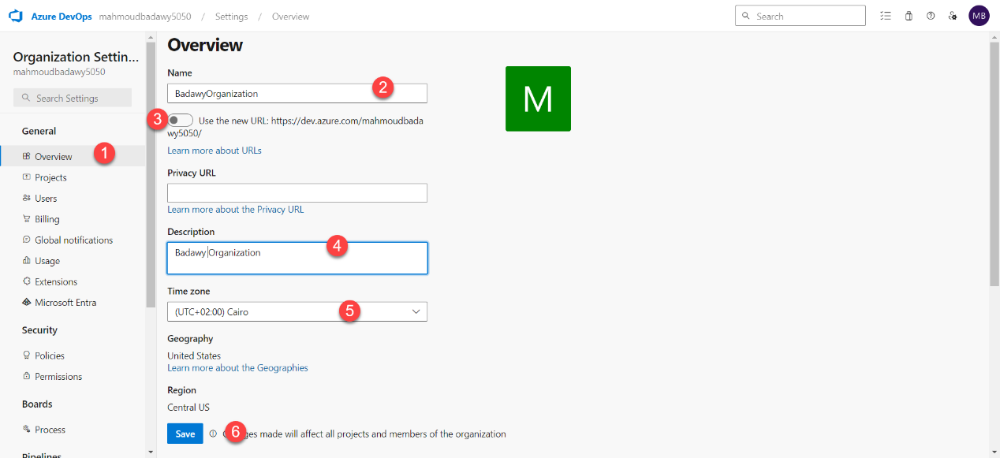 Azure DevOps mahmoudbadawy5050 / Settings / Overview
Search
MB
Organization Settin...
mahmoudbadawy5050
Search Settings
General
Overview
1
Projects
Users
Billing
Global notifications
Usage
Extensions
Microsoft Entra
Security
Policies
Permissions
Boards
Process
Pipelines
Overview
Name
BadawyOrganization
2
M
3
Use the new URL: https://dev.azure.com/mahmoudbada
wy5050/
Learn more about URLs
Privacy URL
Learn more about the Privacy URL
Description
Badawy Organization
4
Time zone
(UTC+02:00) Cairo
5
Geography
United States
Learn more about the Geographies
Region
Central US
Save
6
made will affect all projects and members of the organization